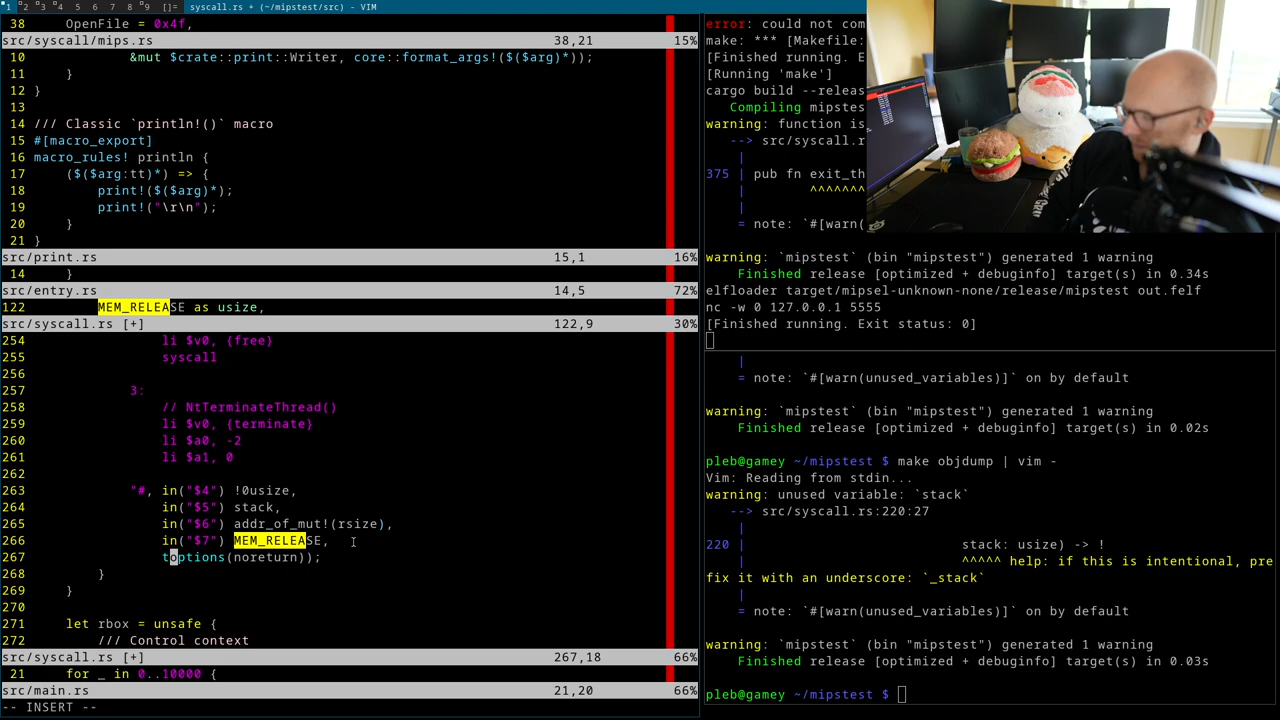 1 2 3 4 5 6 7 8 9 []= syscall.rs + (~/mipstest/src) - VIM
38 OpenFile = 0x4f,
src/syscall/mips.rs 38,21 15%
10 &mut $crate::print::Writer, core::format_args!($($arg)*));
11 }
12 }
13
14 /// Classic `println!()` macro
15 #[macro_export]
16 macro_rules! println {
17 ($($arg:tt)*) => {
18 print!($($arg)*);
19 print!("\r\n");
20 }
21 }
src/print.rs 15,1 16%
14 }
src/entry.rs 14,5 72%
122 MEM_RELEASE as usize,
src/syscall.rs [+] 122,9 30%
254 li $v0, {free}
255 syscall
256
257 3:
258 // NtTerminateThread()
259 li $v0, {terminate}
260 li $a0, -2
261 li $a1, 0
262
263 "#, in("$4") !0usize,
264 in("$5") stack,
265 in("$6") addr_of_mut!(rsize),
266 in("$7") MEM_RELEASE,
267 toptions(noreturn));
268 }
269 }
270
271 let rbox = unsafe {
272 /// Control context
src/syscall.rs [+] 267,18 66%
21 for _ in 0..10000 {
src/main.rs 21,20 66%
-- INSERT --
error: could not com
make: *** [Makefile:
[Finished running. E
[Running 'make']
cargo build --releas
Compiling mipstes
warning: function is
--> src/syscall.r
|
375 | pub fn exit_th
| ^^^^^^^
|
= note: `#[warn(
warning: `mipstest` (bin "mipstest") generated 1 warning
Finished release [optimized + debuginfo] target(s) in 0.34s
elfloader target/mipsel-unknown-none/release/mipstest out.felf
nc -w 0 127.0.0.1 5555
[Finished running. Exit status: 0]
|
= note: `#[warn(unused_variables)]` on by default
warning: `mipstest` (bin "mipstest") generated 1 warning
Finished release [optimized + debuginfo] target(s) in 0.02s
pleb@gamey ~/mipstest $ make objdump | vim -
Vim: Reading from stdin...
warning: unused variable: `stack`
--> src/syscall.rs:220:27
|
220 | stack: usize) -> !
| ^^^^^ help: if this is intentional, pre
fix it with an underscore: `_stack`
|
= note: `#[warn(unused_variables)]` on by default
warning: `mipstest` (bin "mipstest") generated 1 warning
Finished release [optimized + debuginfo] target(s) in 0.03s
pleb@gamey ~/mipstest $